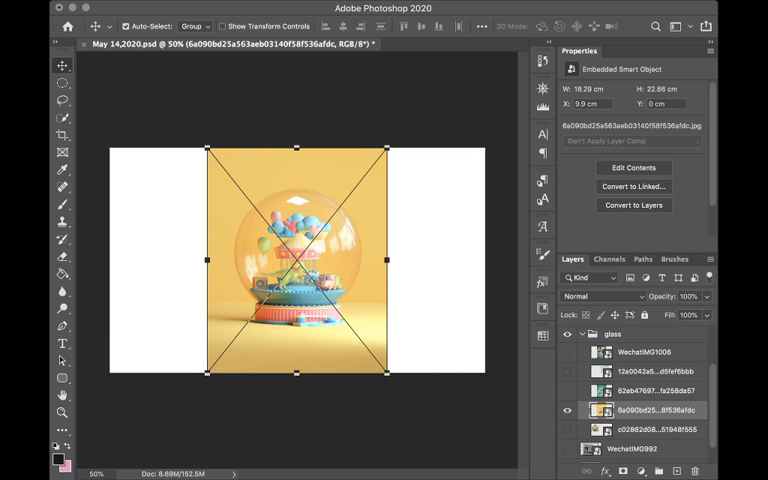 Adobe Photoshop 2020
Auto-Select: Group Show Transform Controls 3D Mode:
May 14,2020.psd @ 50% (6a090bd25a563aeb03140f58f536afdc, RGB/8*) *
Properties
Embedded Smart Object
W: 18.29 cm H: 22.86 cm
X: 9.9 cm Y: 0 cm
6a090bd25a563aeb03140f58f536afdc.jpg
Don't Apply Layer Comp
Edit Contents
Convert to Linked...
Convert to Layers
Layers Channels Paths Brushes
Kind
Normal Opacity: 100%
Lock: Fill: 100%
glass
WechatIMG1006
12a0042a5...d5fef6bbb
62eb47697...fa258da57
6a090bd25...8f536afdc
c02862d08...51948f555
WechatIMG992
50% Doc: 8.69M/152.5M